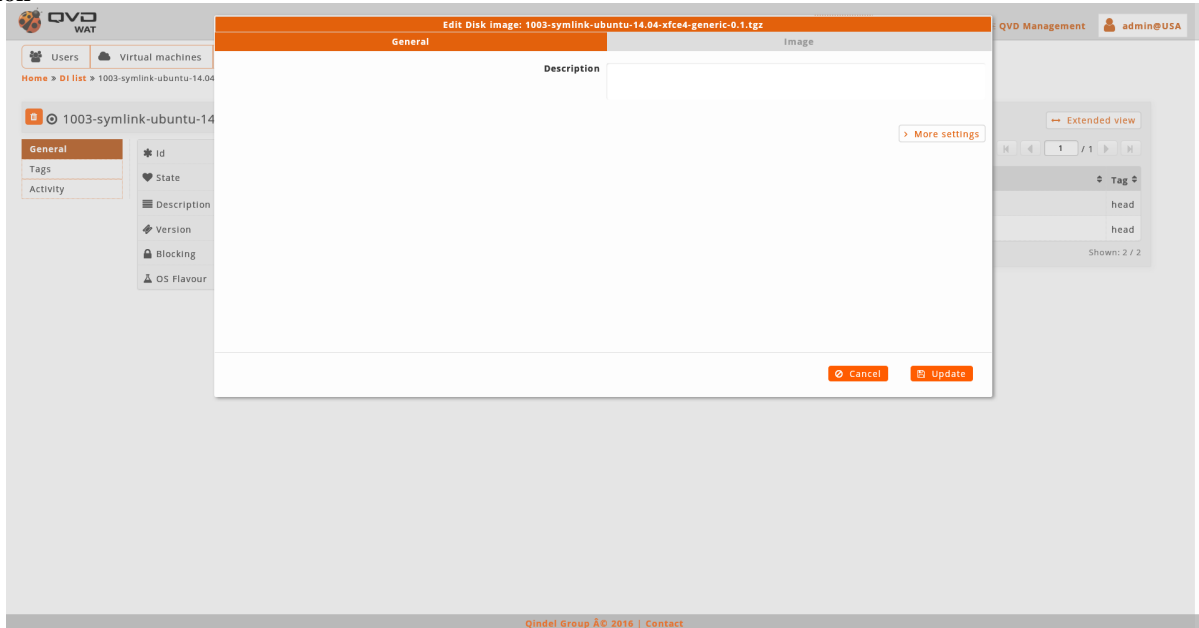 QVD
WAT
Edit Disk image: 1003-symlink-ubuntu-14.04-xfce4-generic-0.1.tgz
QVD Management
admin@USA
General
Image
Users
Virtual machines
Description
Home » DI list » 1003-symlink-ubuntu-14.04
1003-symlink-ubuntu-14
Extended view
More settings
1 / 1
General
Tags
Activity
Id
State
Description
Version
Blocking
OS Flavour
Tag
head
head
Shown: 2 / 2
Cancel
Update
Qindel Group Â© 2016 | Contact